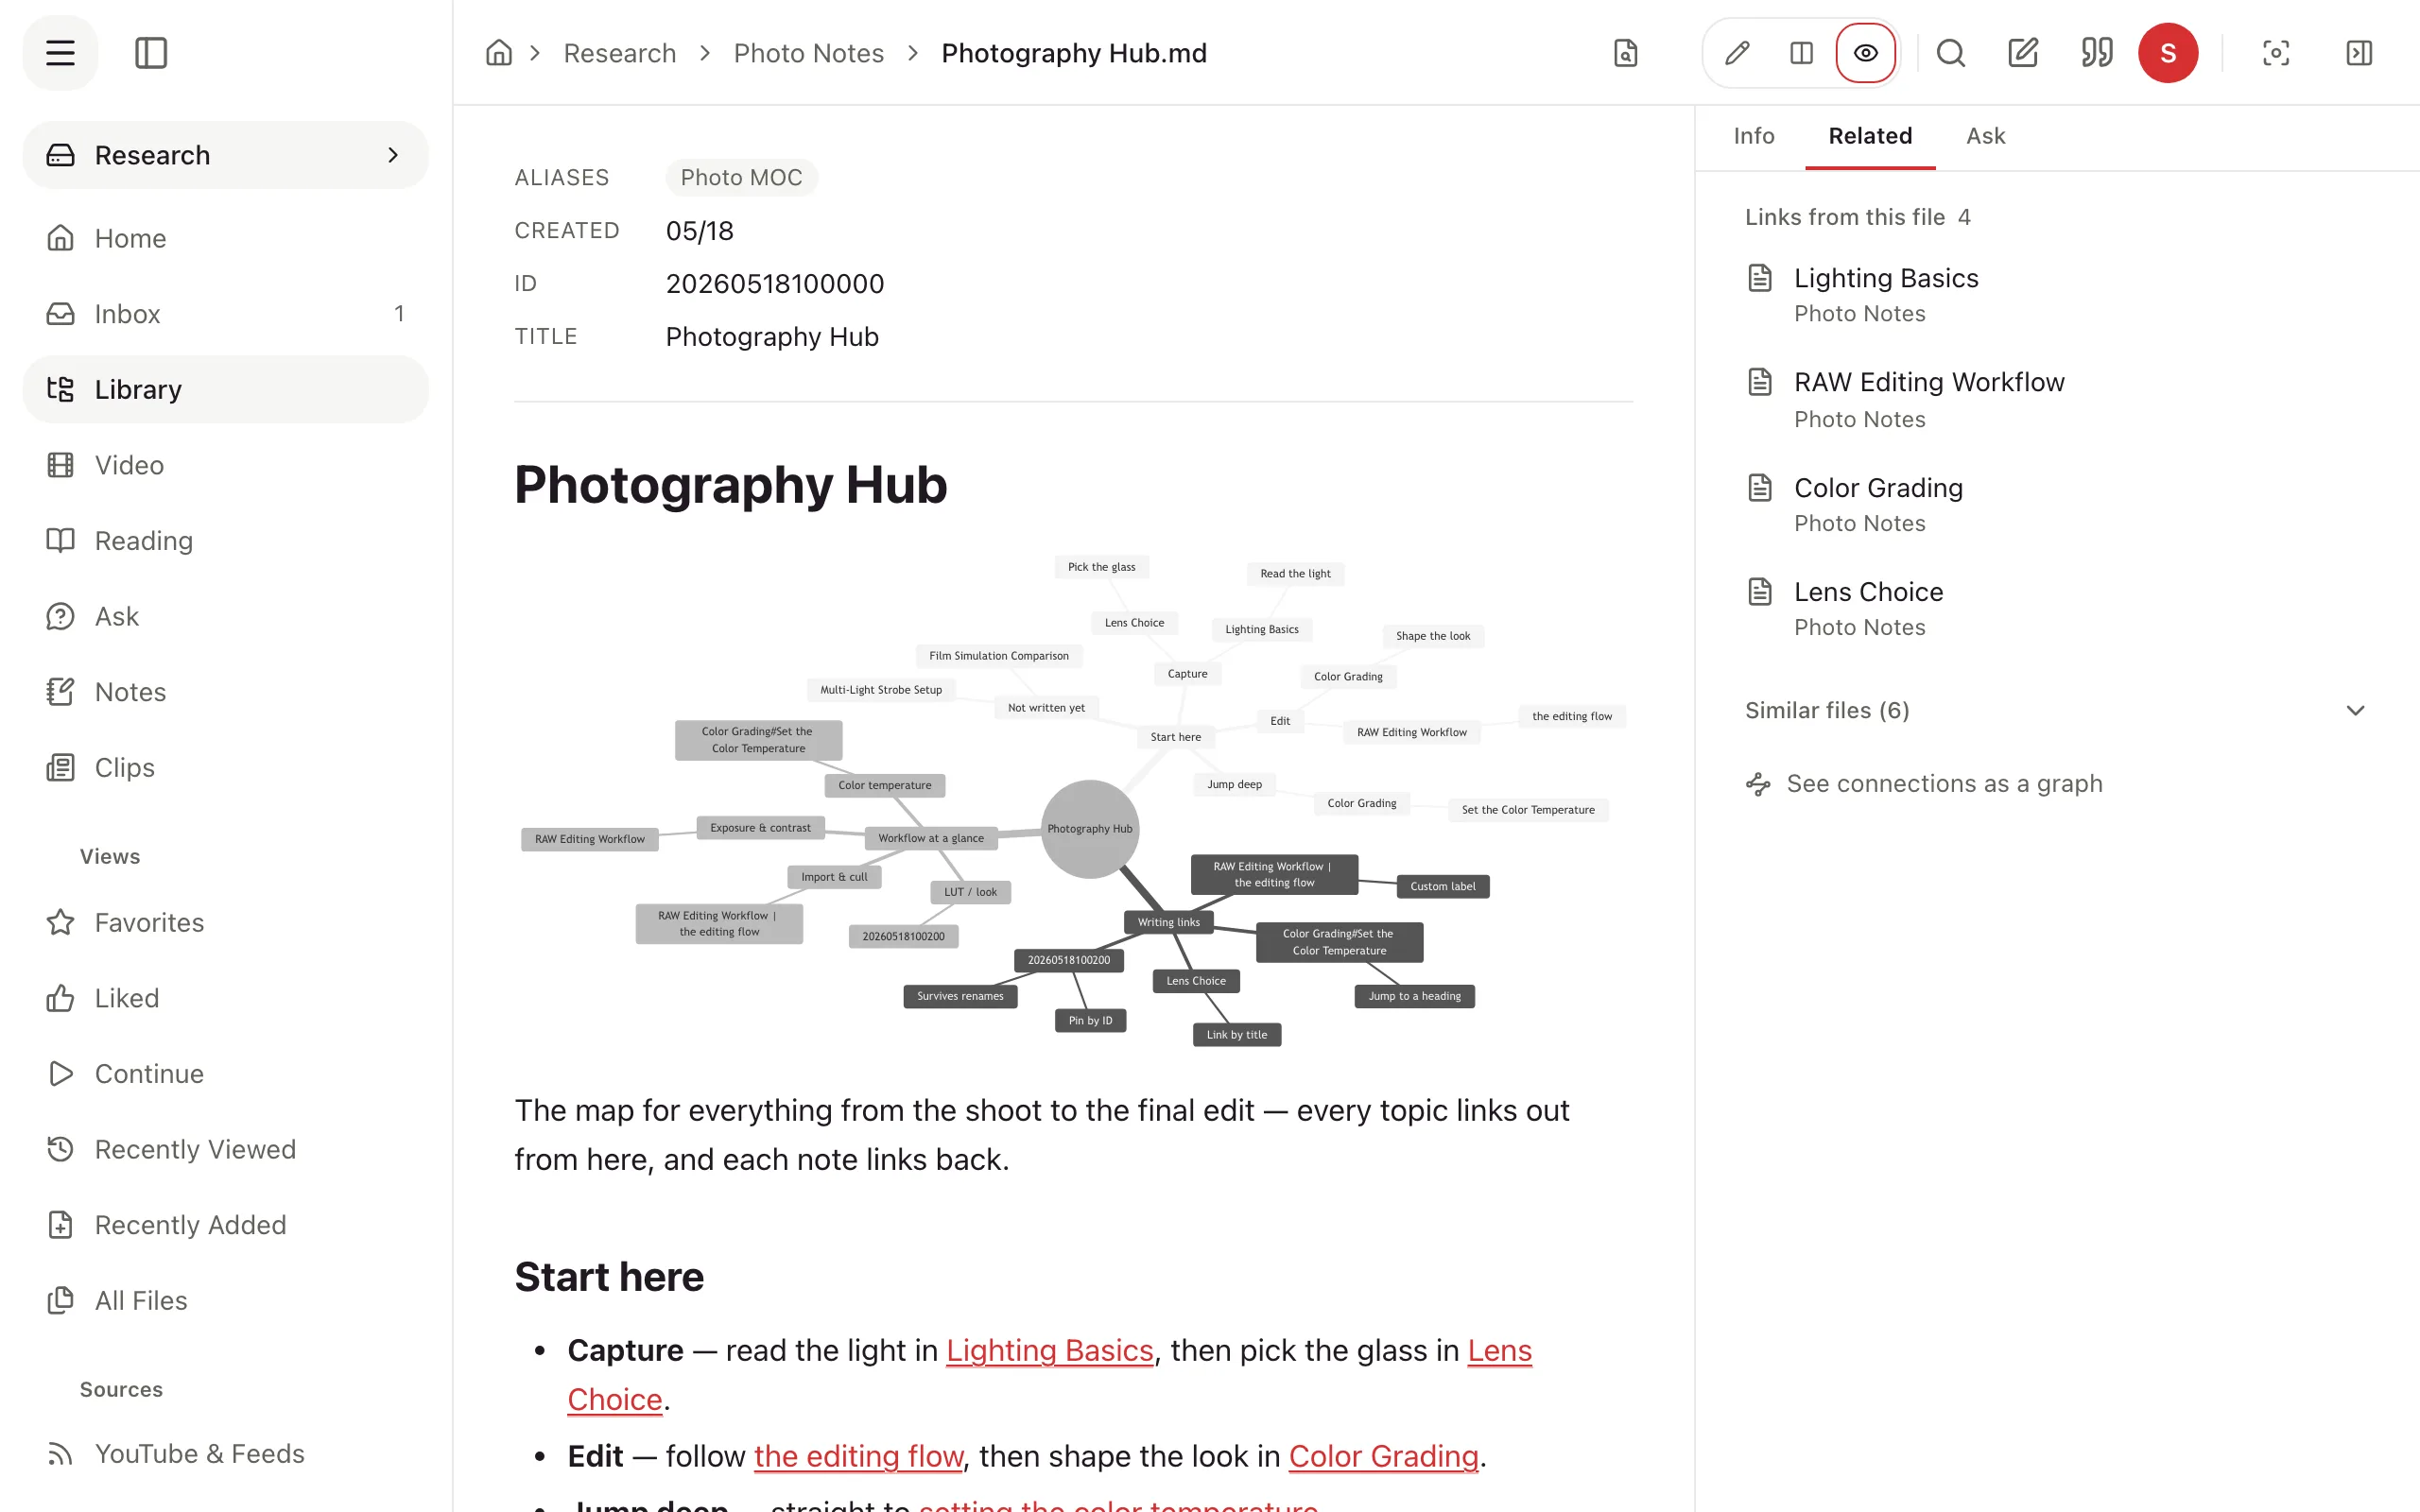 Research
Home
Inbox 1
Library
Video
Reading
Ask
Notes
Clips
Views
Favorites
Liked
Continue
Recently Viewed
Recently Added
All Files
Sources
YouTube & Feeds
Research
Photo Notes
Photography Hub.md
S
ALIASES Photo MOC
CREATED 05/18
ID 20260518100000
TITLE Photography Hub
Photography Hub
Pick the glass
Read the light
Lens Choice
Lighting Basics
Shape the look
Film Simulation Comparison
Capture
Color Grading
Multi-Light Strobe Setup
Not written yet
Edit
the editing flow
RAW Editing Workflow
Start here
Color Grading#Set the
Color Temperature
Color temperature
Jump deep
Color Grading
Set the Color Temperature
Exposure & contrast
RAW Editing Workflow
Workflow at a glance
Photography Hub
Import & cull
LUT / look
RAW Editing Workflow |
the editing flow
20260518100200
RAW Editing Workflow |
the editing flow
Custom label
Writing links
Color Grading#Set the
Color Temperature
20260518100200
Lens Choice
Survives renames
Jump to a heading
Pin by ID
Link by title
The map for everything from the shoot to the final edit — every topic links out
from here, and each note links back.
Start here
• Capture — read the light in Lighting Basics, then pick the glass in Lens
Choice.
• Edit — follow the editing flow, then shape the look in Color Grading.
• Jump deep — straight to setting the color temperature.
Info
Related
Ask
Links from this file 4
Lighting Basics
Photo Notes
RAW Editing Workflow
Photo Notes
Color Grading
Photo Notes
Lens Choice
Photo Notes
Similar files (6)
See connections as a graph